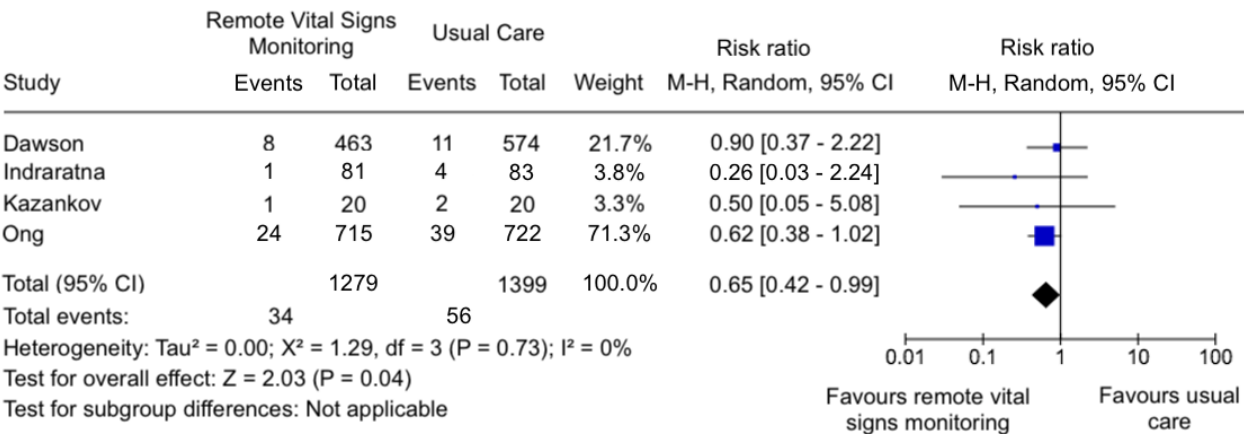 Remote Vital Signs Monitoring Usual Care Risk ratio Risk ratio
Study Events Total Events Total Weight M-H, Random, 95% CI M-H, Random, 95% CI
Dawson 8 463 11 574 21.7% 0.90 [0.37 - 2.22]
Indraratna 1 81 4 83 3.8% 0.26 [0.03 - 2.24]
Kazankov 1 20 2 20 3.3% 0.50 [0.05 - 5.08]
Ong 24 715 39 722 71.3% 0.62 [0.38 - 1.02]
Total (95% CI) 1279 1399 100.0% 0.65 [0.42 - 0.99]
Total events: 34 56
Heterogeneity: Tau² = 0.00; X² = 1.29, df = 3 (P = 0.73); I² = 0%
Test for overall effect: Z = 2.03 (P = 0.04)
Test for subgroup differences: Not applicable
0.01 0.1 1 10 100
Favours remote vital signs monitoring Favours usual care